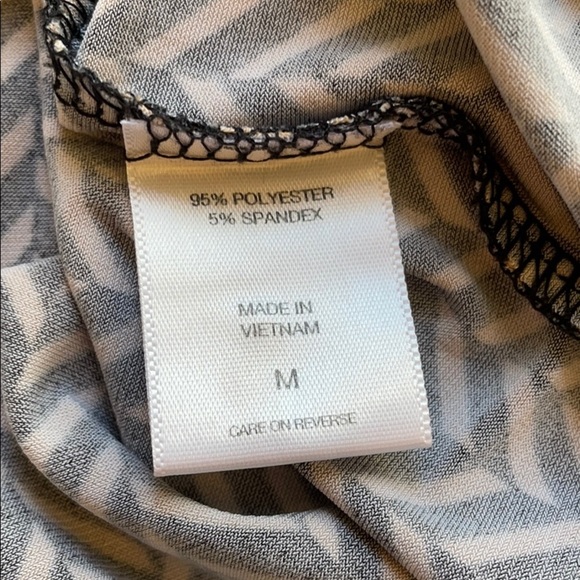 95% POLYESTER
5% SPANDEX
MADE IN
VIETNAM
M
CARE ON REVERSE